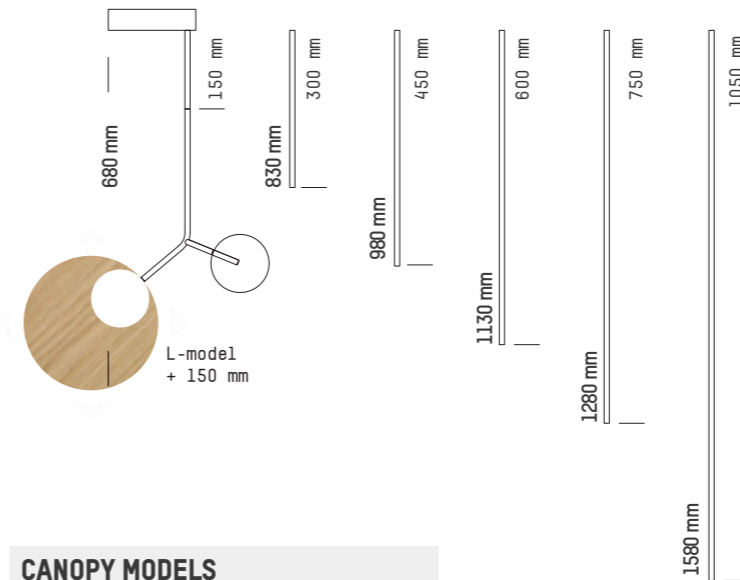 150 mm
300 mm
450 mm
600 mm
750 mm
1050 mm
680 mm
830 mm
980 mm
1130 mm
1280 mm
1580 mm
L-model
+ 150 mm
CANOPY MODELS